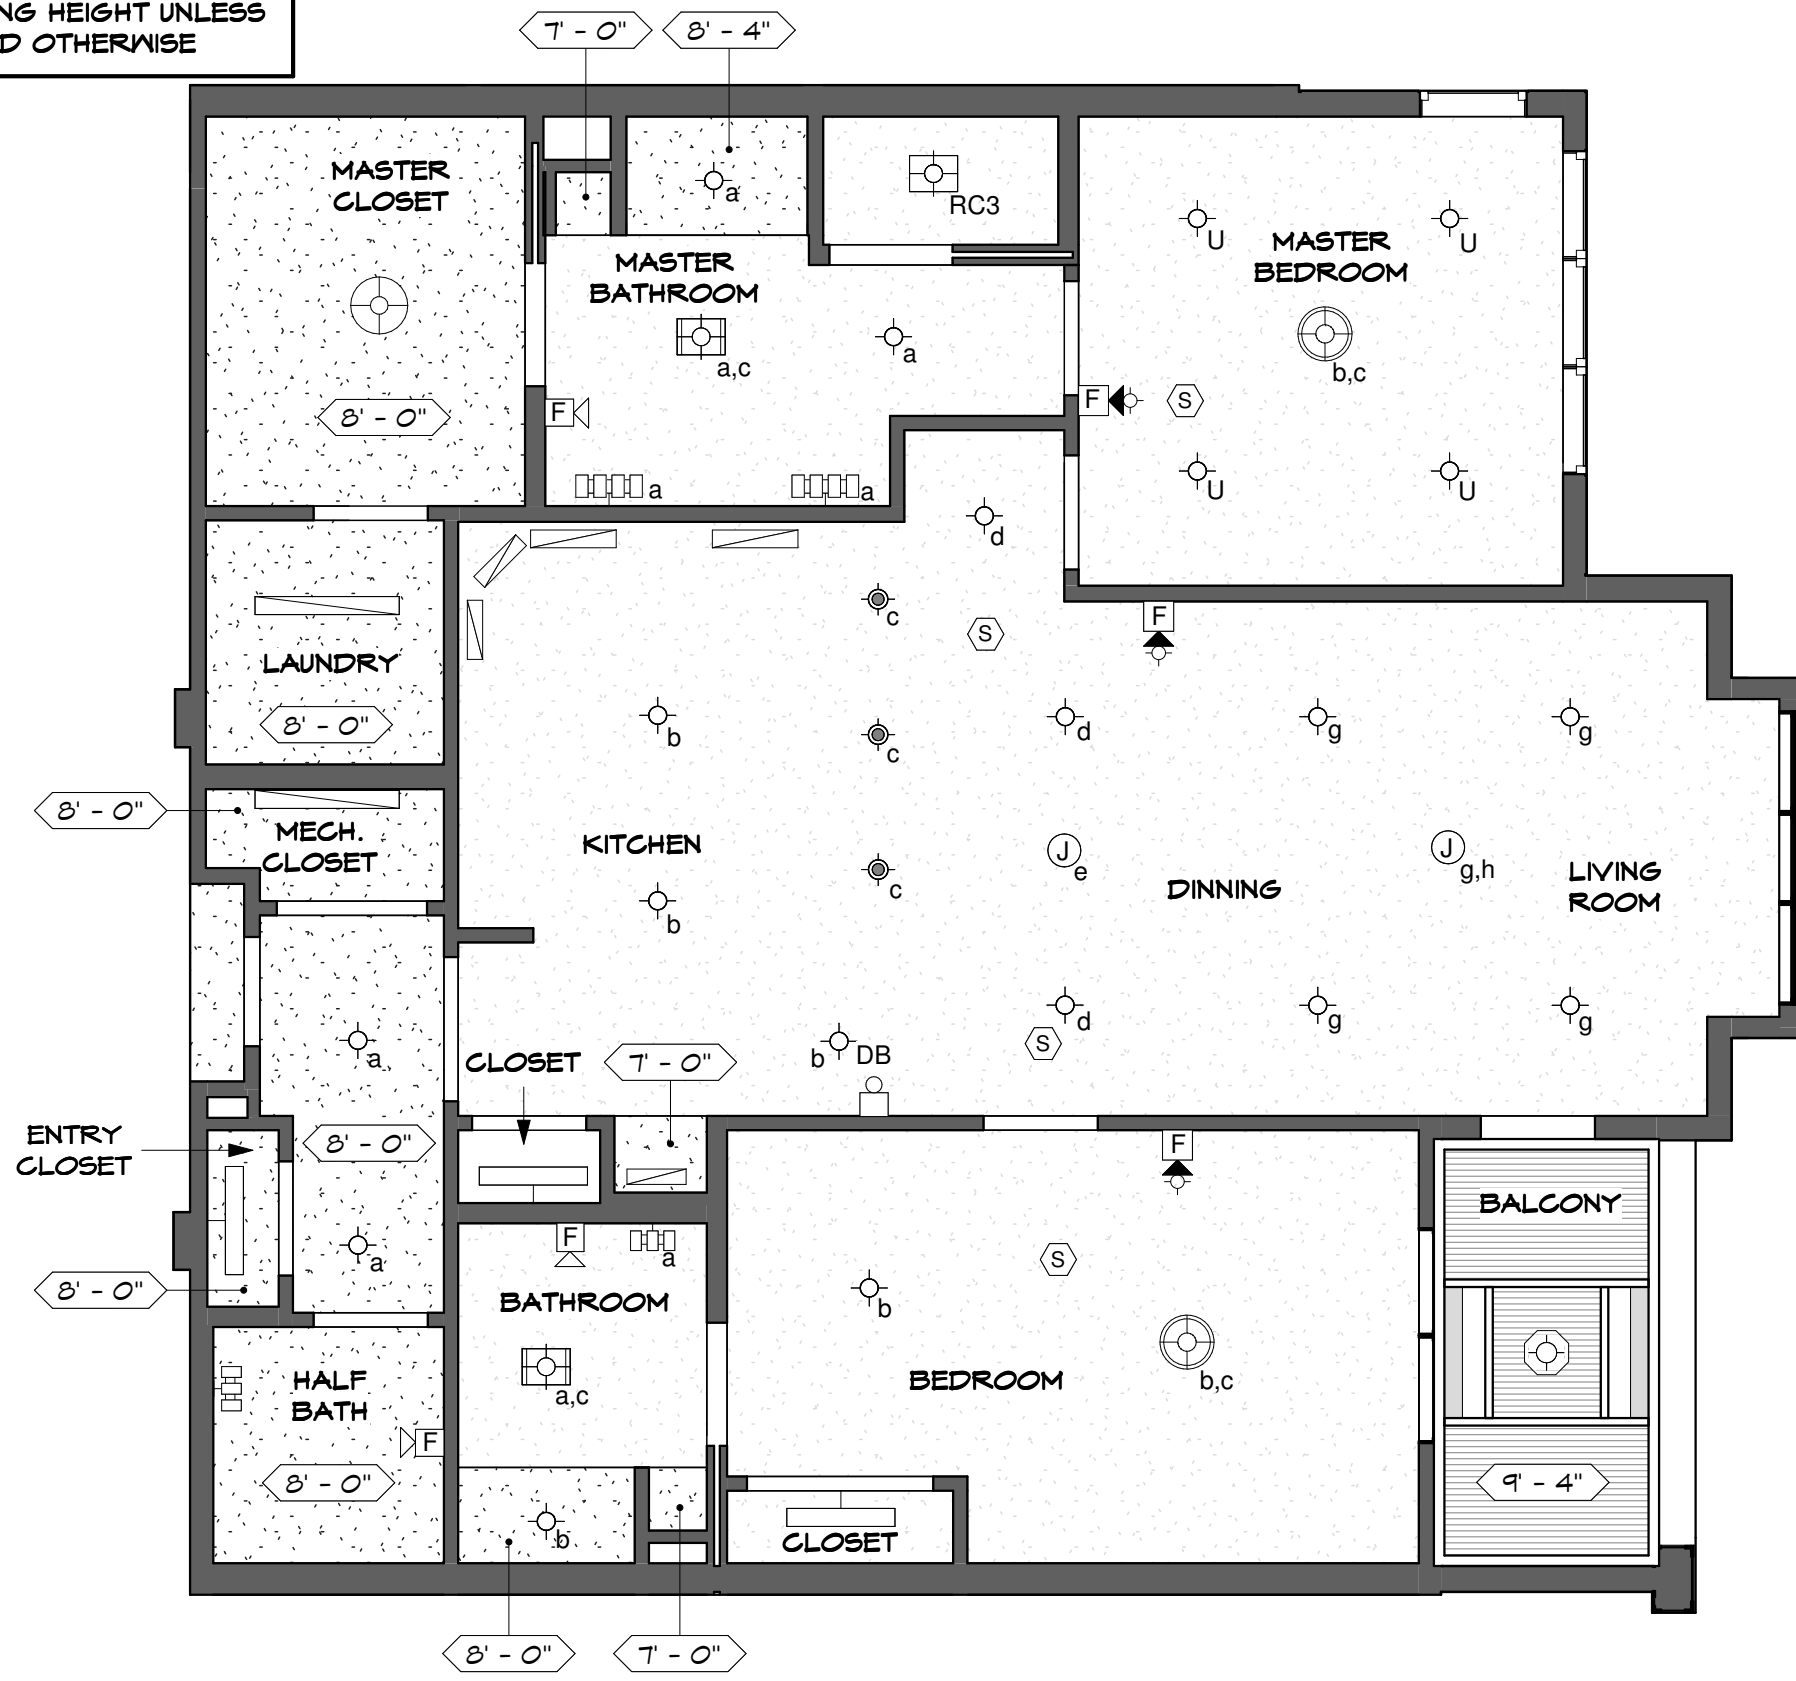 NG HEIGHT UNLESS
D OTHERWISE
7' - 0"
8' - 4"
MASTER
CLOSET
a
RC3
U
MASTER
BEDROOM
U
MASTER
BATHROOM
a,c
a
b,c
8' - 0"
F
F
S
a
a
U
U
d
c
S
F
LAUNDRY
8' - 0"
b
c
d
g
g
8' - 0"
MECH.
CLOSET
KITCHEN
c
J
e
DINNING
J
g,h
LIVING
ROOM
b
a
b
DB
d
S
g
g
CLOSET
7' - 0"
ENTRY
CLOSET
8' - 0"
F
a
F
a
S
BALCONY
8' - 0"
BATHROOM
b
HALF
BATH
a,c
BEDROOM
b,c
F
8' - 0"
9' - 4"
b
CLOSET
8' - 0"
7' - 0"